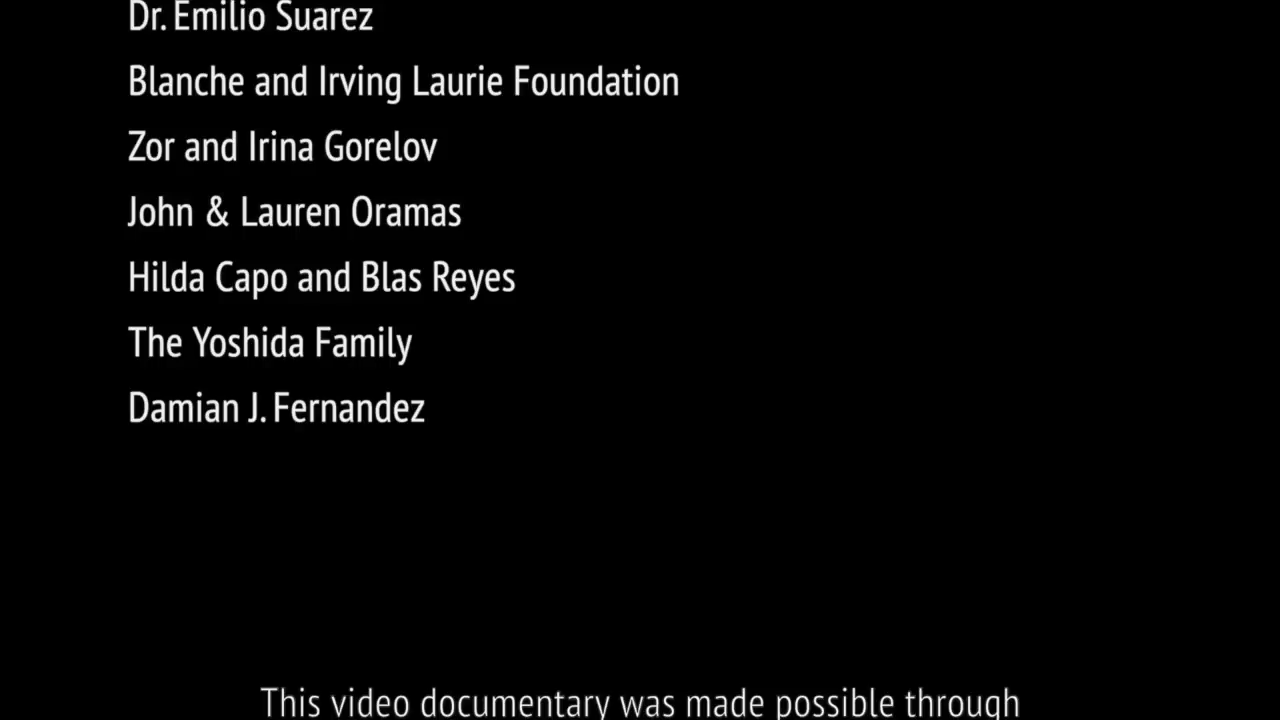 Dr. Emilio Suarez
Blanche and Irving Laurie Foundation
Zor and Irina Gorelov
John & Lauren Oramas
Hilda Capo and Blas Reyes
The Yoshida Family
Damian J. Fernandez
This video documentary was made possible through